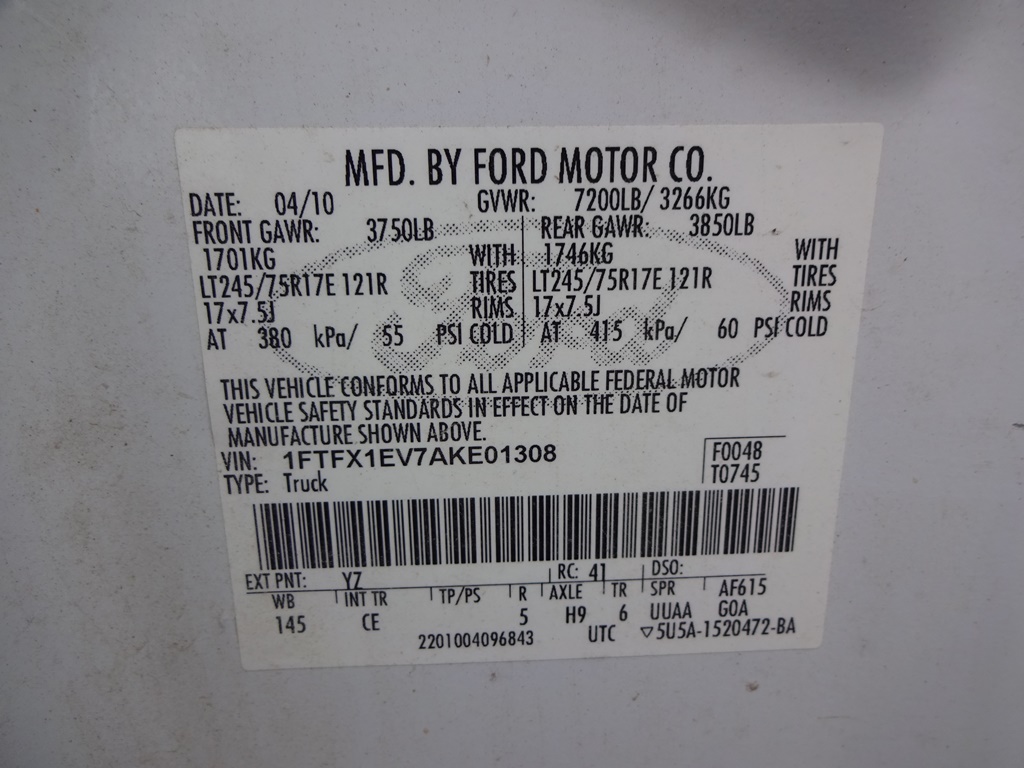 MFD. BY FORD MOTOR CO.
DATE: 04/10 GVWR: 7200LB/ 3266KG
FRONT GAWR: 3750LB REAR GAWR: 3850LB
1701KG WITH 1746KG WITH
LT245/75R17E 121R TIRES LT245/75R17E 121R TIRES
17x7.5J RIMS 17x7.5J RIMS
AT 380 kPa/ 55 PSI COLD AT 415 kPa/ 60 PSI COLD
Ford
THIS VEHICLE CONFORMS TO ALL APPLICABLE FEDERAL MOTOR
VEHICLE SAFETY STANDARDS IN EFFECT ON THE DATE OF
MANUFACTURE SHOWN ABOVE.
VIN: 1FTFX1EV7AKE01308 F0048
TYPE: Truck T0745
EXT PNT: YZ RC: 41 DSO:
WB INT TR TP/PS R AXLE TR SPR AF615
145 CE 5 H9 6 UUAA GOA
2201004096843 UTC ▽5U5A-1520472-BA